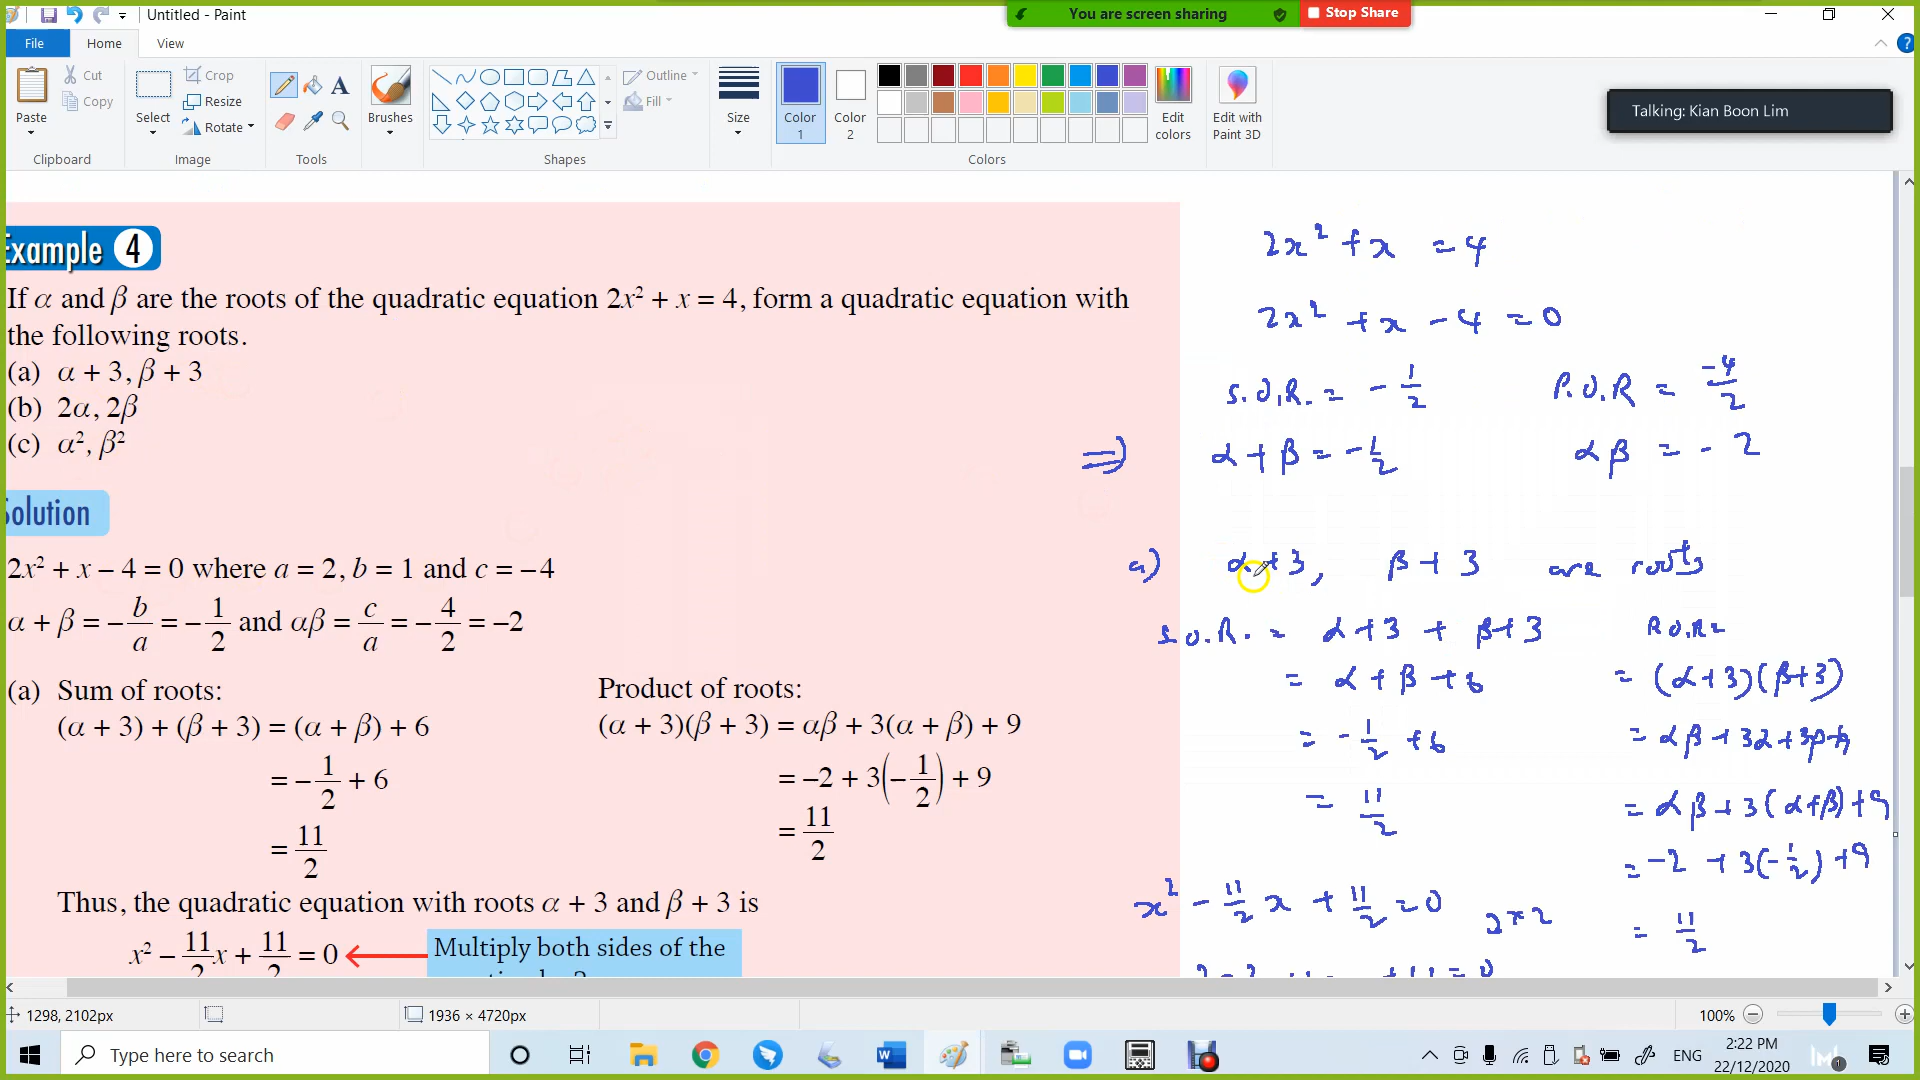 Untitled - Paint
You are screen sharing
Stop Share
File
Home
View
Cut
Copy
Paste
Clipboard
Crop
Resize
Rotate
Select
Image
Tools
Brushes
Outline
Fill
Shapes
Size
Color 1
Color 2
Colors
Edit colors
Edit with Paint 3D
Talking: Kian Boon Lim
Example 4
If α and β are the roots of the quadratic equation 2x² + x = 4, form a quadratic equation with
the following roots.
(a) α + 3, β + 3
(b) 2α, 2β
(c) α², β²
Solution
2x² + x – 4 = 0 where a = 2, b = 1 and c = –4
α + β = –b/a = –1/2 and αβ = c/a = –4/2 = –2
(a) Sum of roots:
(α + 3) + (β + 3) = (α + β) + 6
= –1/2 + 6
= 11/2
Product of roots:
(α + 3)(β + 3) = αβ + 3(α + β) + 9
= –2 + 3(–1/2) + 9
= 11/2
Thus, the quadratic equation with roots α + 3 and β + 3 is
x² – 11/2 x + 11/2 = 0
Multiply both sides of the
2x² + x = 4
2x² + x - 4 = 0
S.O.R. = - 1/2
P.O.R = -4/2
⇒ α + β = - 1/2
αβ = - 2
a) α + 3, β + 3 are roots
S.O.R. = α+3 + β+3
= α + β + 6
= - 1/2 + 6
= 11/2
P.O.R =
= (α+3)(β+3)
= αβ + 3α + 3β + 9
= αβ + 3(α+β) + 9
= -2 + 3(-1/2) + 9
= 11/2
x² - 11/2 x + 11/2 = 0
1298, 2102px
1936 × 4720px
100%
Type here to search
ENG
2:22 PM
22/12/2020
1